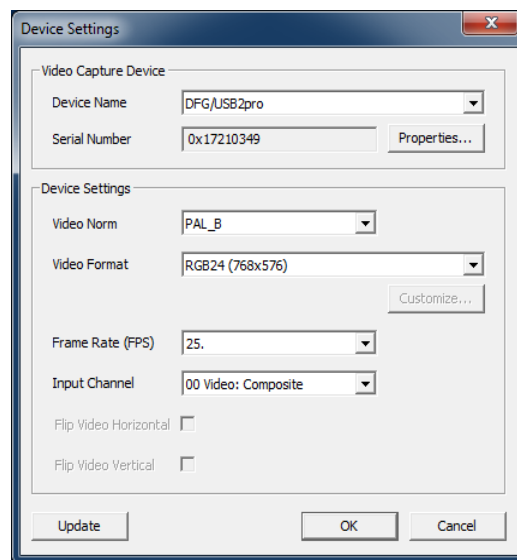 Device Settings
Video Capture Device
Device Name DFG/USB2pro
Serial Number 0x17210349 Properties...
Device Settings
Video Norm PAL_B
Video Format RGB24 (768x576)
Customize...
Frame Rate (FPS) 25.
Input Channel 00 Video: Composite
Flip Video Horizontal
Flip Video Vertical
Update OK Cancel